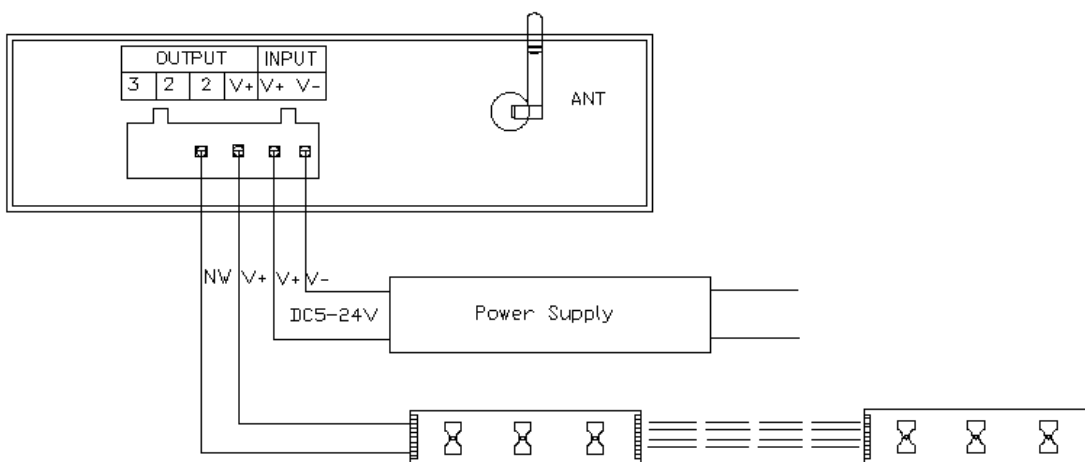 OUTPUT INPUT
3 2 2 V+ V+ V-
ANT
NW V+ V+ V-
DC5-24V
Power Supply